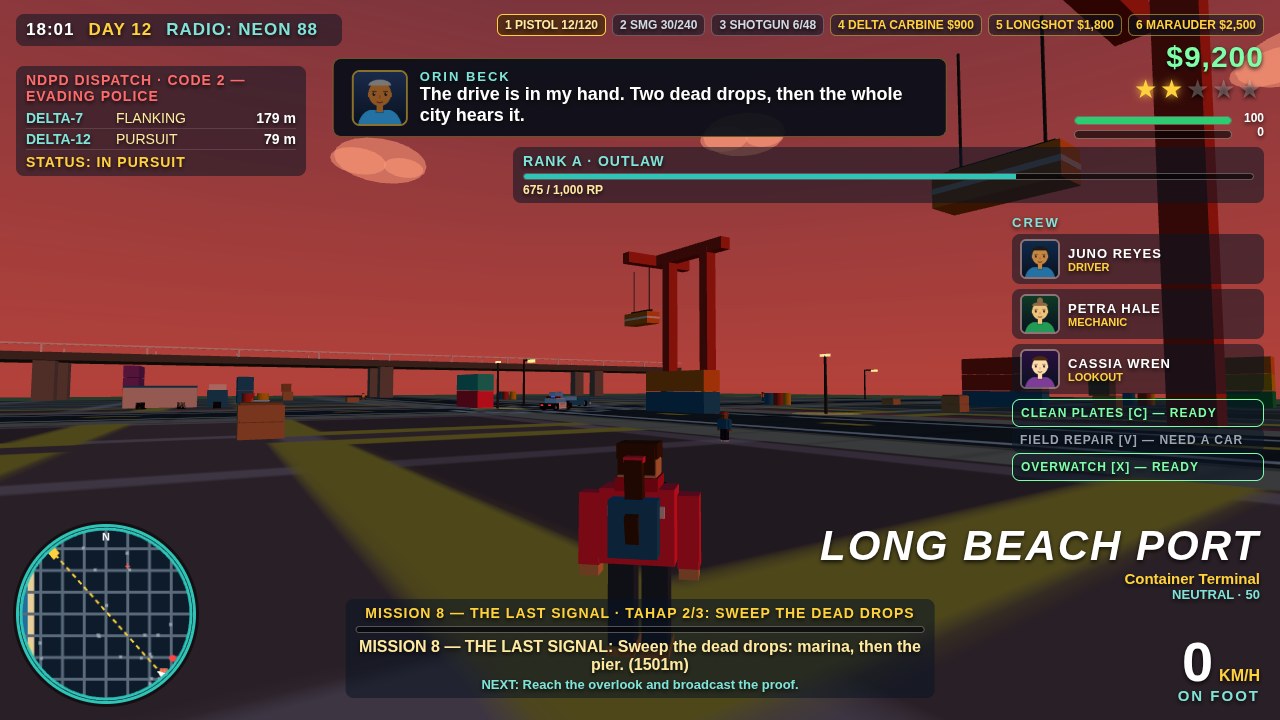 18:01 DAY 12 RADIO: NEON 88
1 PISTOL 12/120 2 SMG 30/240 3 SHOTGUN 6/48 4 DELTA CARBINE $900 5 LONGSHOT $1,800 6 MARAUDER $2,500
$9,200
NDPD DISPATCH · CODE 2 —
EVADING POLICE
DELTA-7 FLANKING 179 m
DELTA-12 PURSUIT 79 m
STATUS: IN PURSUIT
ORIN BECK
The drive is in my hand. Two dead drops, then the whole
city hears it.
100
0
RANK A · OUTLAW
675 / 1,000 RP
CREW
JUNO REYES
DRIVER
PETRA HALE
MECHANIC
CASSIA WREN
LOOKOUT
CLEAN PLATES [C] — READY
FIELD REPAIR [V] — NEED A CAR
OVERWATCH [X] — READY
N
LONG BEACH PORT
Container Terminal
NEUTRAL · 50
MISSION 8 — THE LAST SIGNAL · TAHAP 2/3: SWEEP THE DEAD DROPS
MISSION 8 — THE LAST SIGNAL: Sweep the dead drops: marina, then the
pier. (1501m)
NEXT: Reach the overlook and broadcast the proof.
0 KM/H
ON FOOT